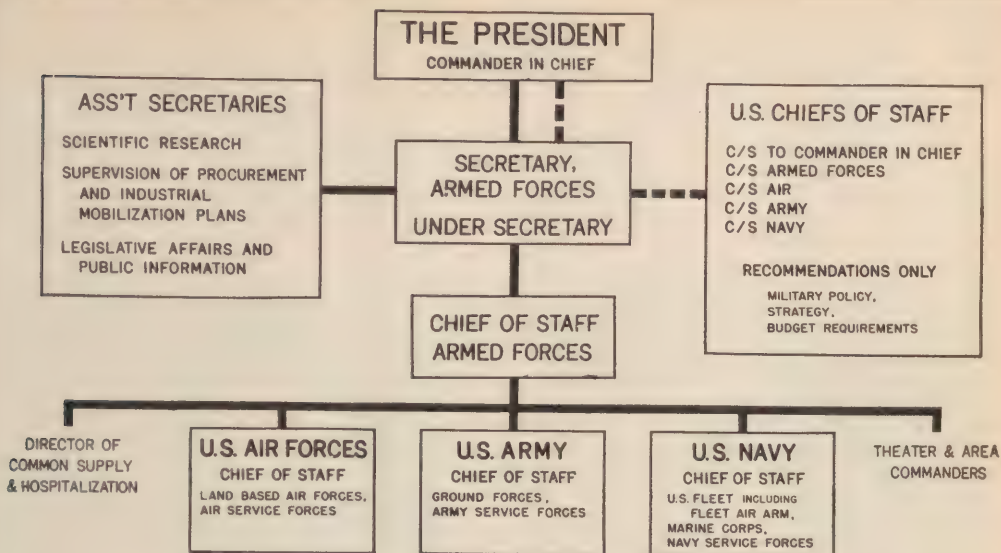 THE PRESIDENT
COMMANDER IN CHIEF
ASS'T SECRETARIES
SCIENTIFIC RESEARCH
SUPERVISION OF PROCUREMENT
AND INDUSTRIAL
MOBILIZATION PLANS
LEGISLATIVE AFFAIRS AND
PUBLIC INFORMATION
SECRETARY,
ARMED FORCES
UNDER SECRETARY
U.S. CHIEFS OF STAFF
C/S TO COMMANDER IN CHIEF
C/S ARMED FORCES
C/S AIR
C/S ARMY
C/S NAVY
RECOMMENDATIONS ONLY
MILITARY POLICY,
STRATEGY,
BUDGET REQUIREMENTS
CHIEF OF STAFF
ARMED FORCES
DIRECTOR OF
COMMON SUPPLY
& HOSPITALIZATION
U.S. AIR FORCES
CHIEF OF STAFF
LAND BASED AIR FORCES,
AIR SERVICE FORCES
U.S. ARMY
CHIEF OF STAFF
GROUND FORCES,
ARMY SERVICE FORCES
U.S. NAVY
CHIEF OF STAFF
U.S. FLEET INCLUDING
FLEET AIR ARM,
MARINE CORPS,
NAVY SERVICE FORCES
THEATER & AREA
COMMANDERS